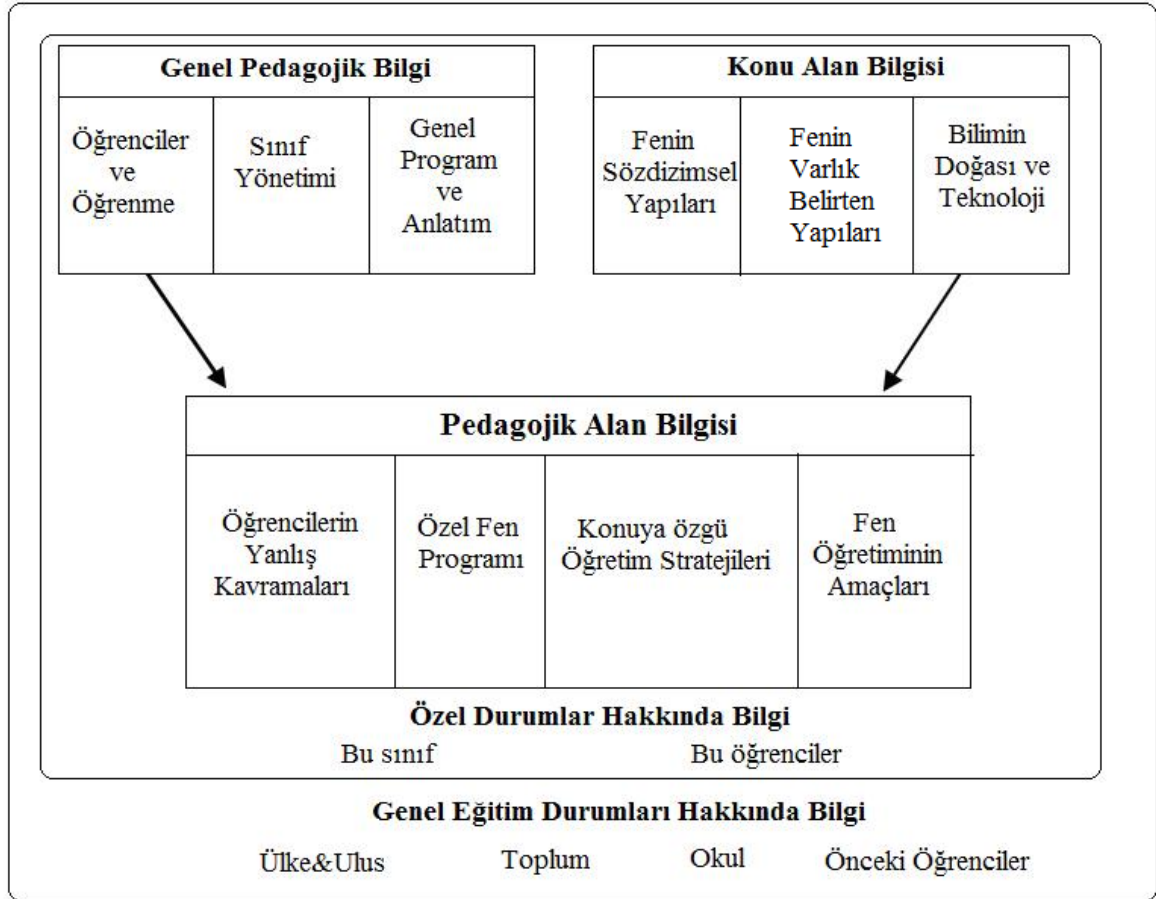 Genel Pedagojik Bilgi
Öğrenciler
ve
Öğrenme
Sınıf
Yönetimi
Genel
Program
ve
Anlatım
Konu Alan Bilgisi
Fenin
Sözdizimsel
Yapıları
Fenin
Varlık
Belirten
Yapıları
Bilimin
Doğası ve
Teknoloji
Pedagojik Alan Bilgisi
Öğrencilerin
Yanlış
Kavramaları
Özel Fen
Programı
Konuya özgü
Öğretim Stratejileri
Fen
Öğretiminin
Amaçları
Özel Durumlar Hakkında Bilgi
Bu sınıf
Bu öğrenciler
Genel Eğitim Durumları Hakkında Bilgi
Ülke&Ulus
Toplum
Okul
Önceki Öğrenciler